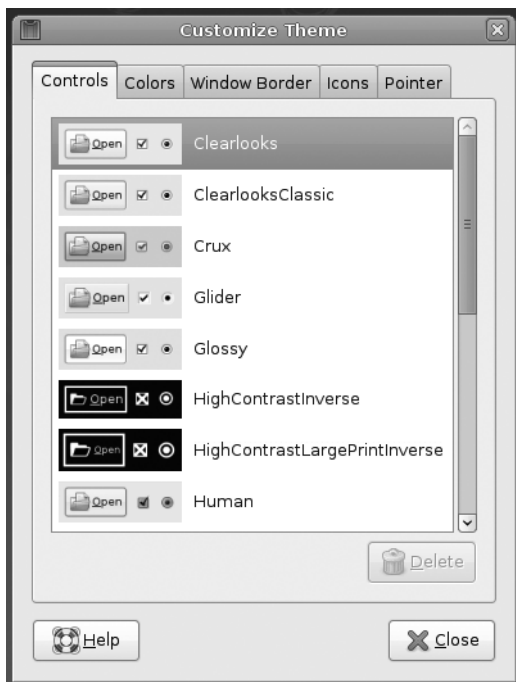 Customize Theme
Controls Colors Window Border Icons Pointer
Open Clearlooks
Open ClearlooksClassic
Open Crux
Open Glider
Open Glossy
Open HighContrastInverse
Open HighContrastLargePrintInverse
Open Human
Delete
Help Close